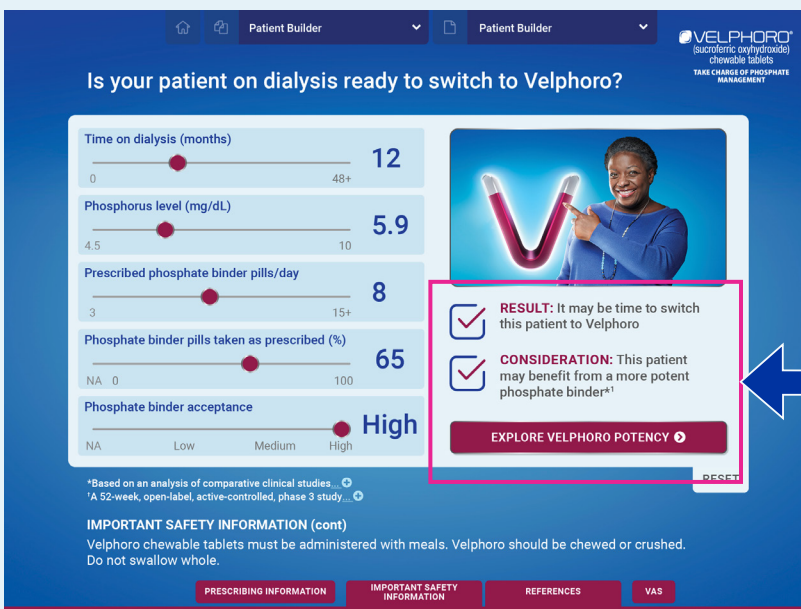 Patient Builder
Patient Builder
VELPHORO®
(sucroferric oxyhydroxide)
chewable tablets
TAKE CHARGE OF PHOSPHATE
MANAGEMENT
Is your patient on dialysis ready to switch to Velphoro?
Time on dialysis (months)
12
0 48+
Phosphorus level (mg/dL)
5.9
4.5 10
Prescribed phosphate binder pills/day
8
3 15+
Phosphate binder pills taken as prescribed (%)
65
NA 0 100
Phosphate binder acceptance
High
NA Low Medium High
V
RESULT: It may be time to switch
this patient to Velphoro
CONSIDERATION: This patient
may benefit from a more potent
phosphate binder*¹
EXPLORE VELPHORO POTENCY
RESET
*Based on an analysis of comparative clinical studies...
†A 52-week, open-label, active-controlled, phase 3 study...
IMPORTANT SAFETY INFORMATION (cont)
Velphoro chewable tablets must be administered with meals. Velphoro should be chewed or crushed.
Do not swallow whole.
PRESCRIBING INFORMATION
IMPORTANT SAFETY
INFORMATION
REFERENCES
VAS